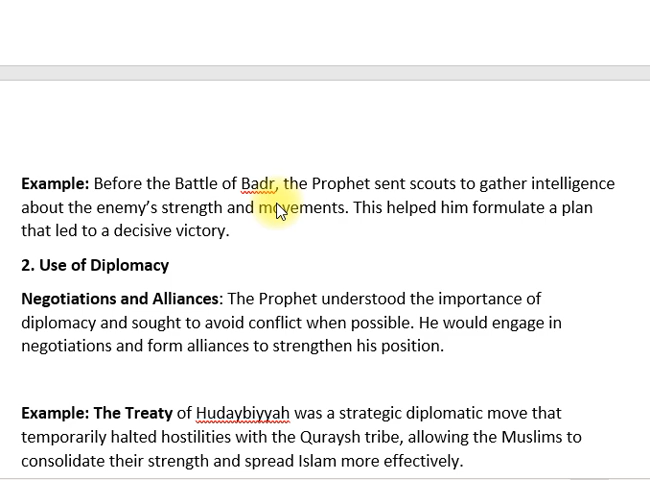 Example: Before the Battle of Badr, the Prophet sent scouts to gather intelligence
about the enemy’s strength and movements. This helped him formulate a plan
that led to a decisive victory.
2. Use of Diplomacy
Negotiations and Alliances: The Prophet understood the importance of
diplomacy and sought to avoid conflict when possible. He would engage in
negotiations and form alliances to strengthen his position.
Example: The Treaty of Hudaybiyyah was a strategic diplomatic move that
temporarily halted hostilities with the Quraysh tribe, allowing the Muslims to
consolidate their strength and spread Islam more effectively.